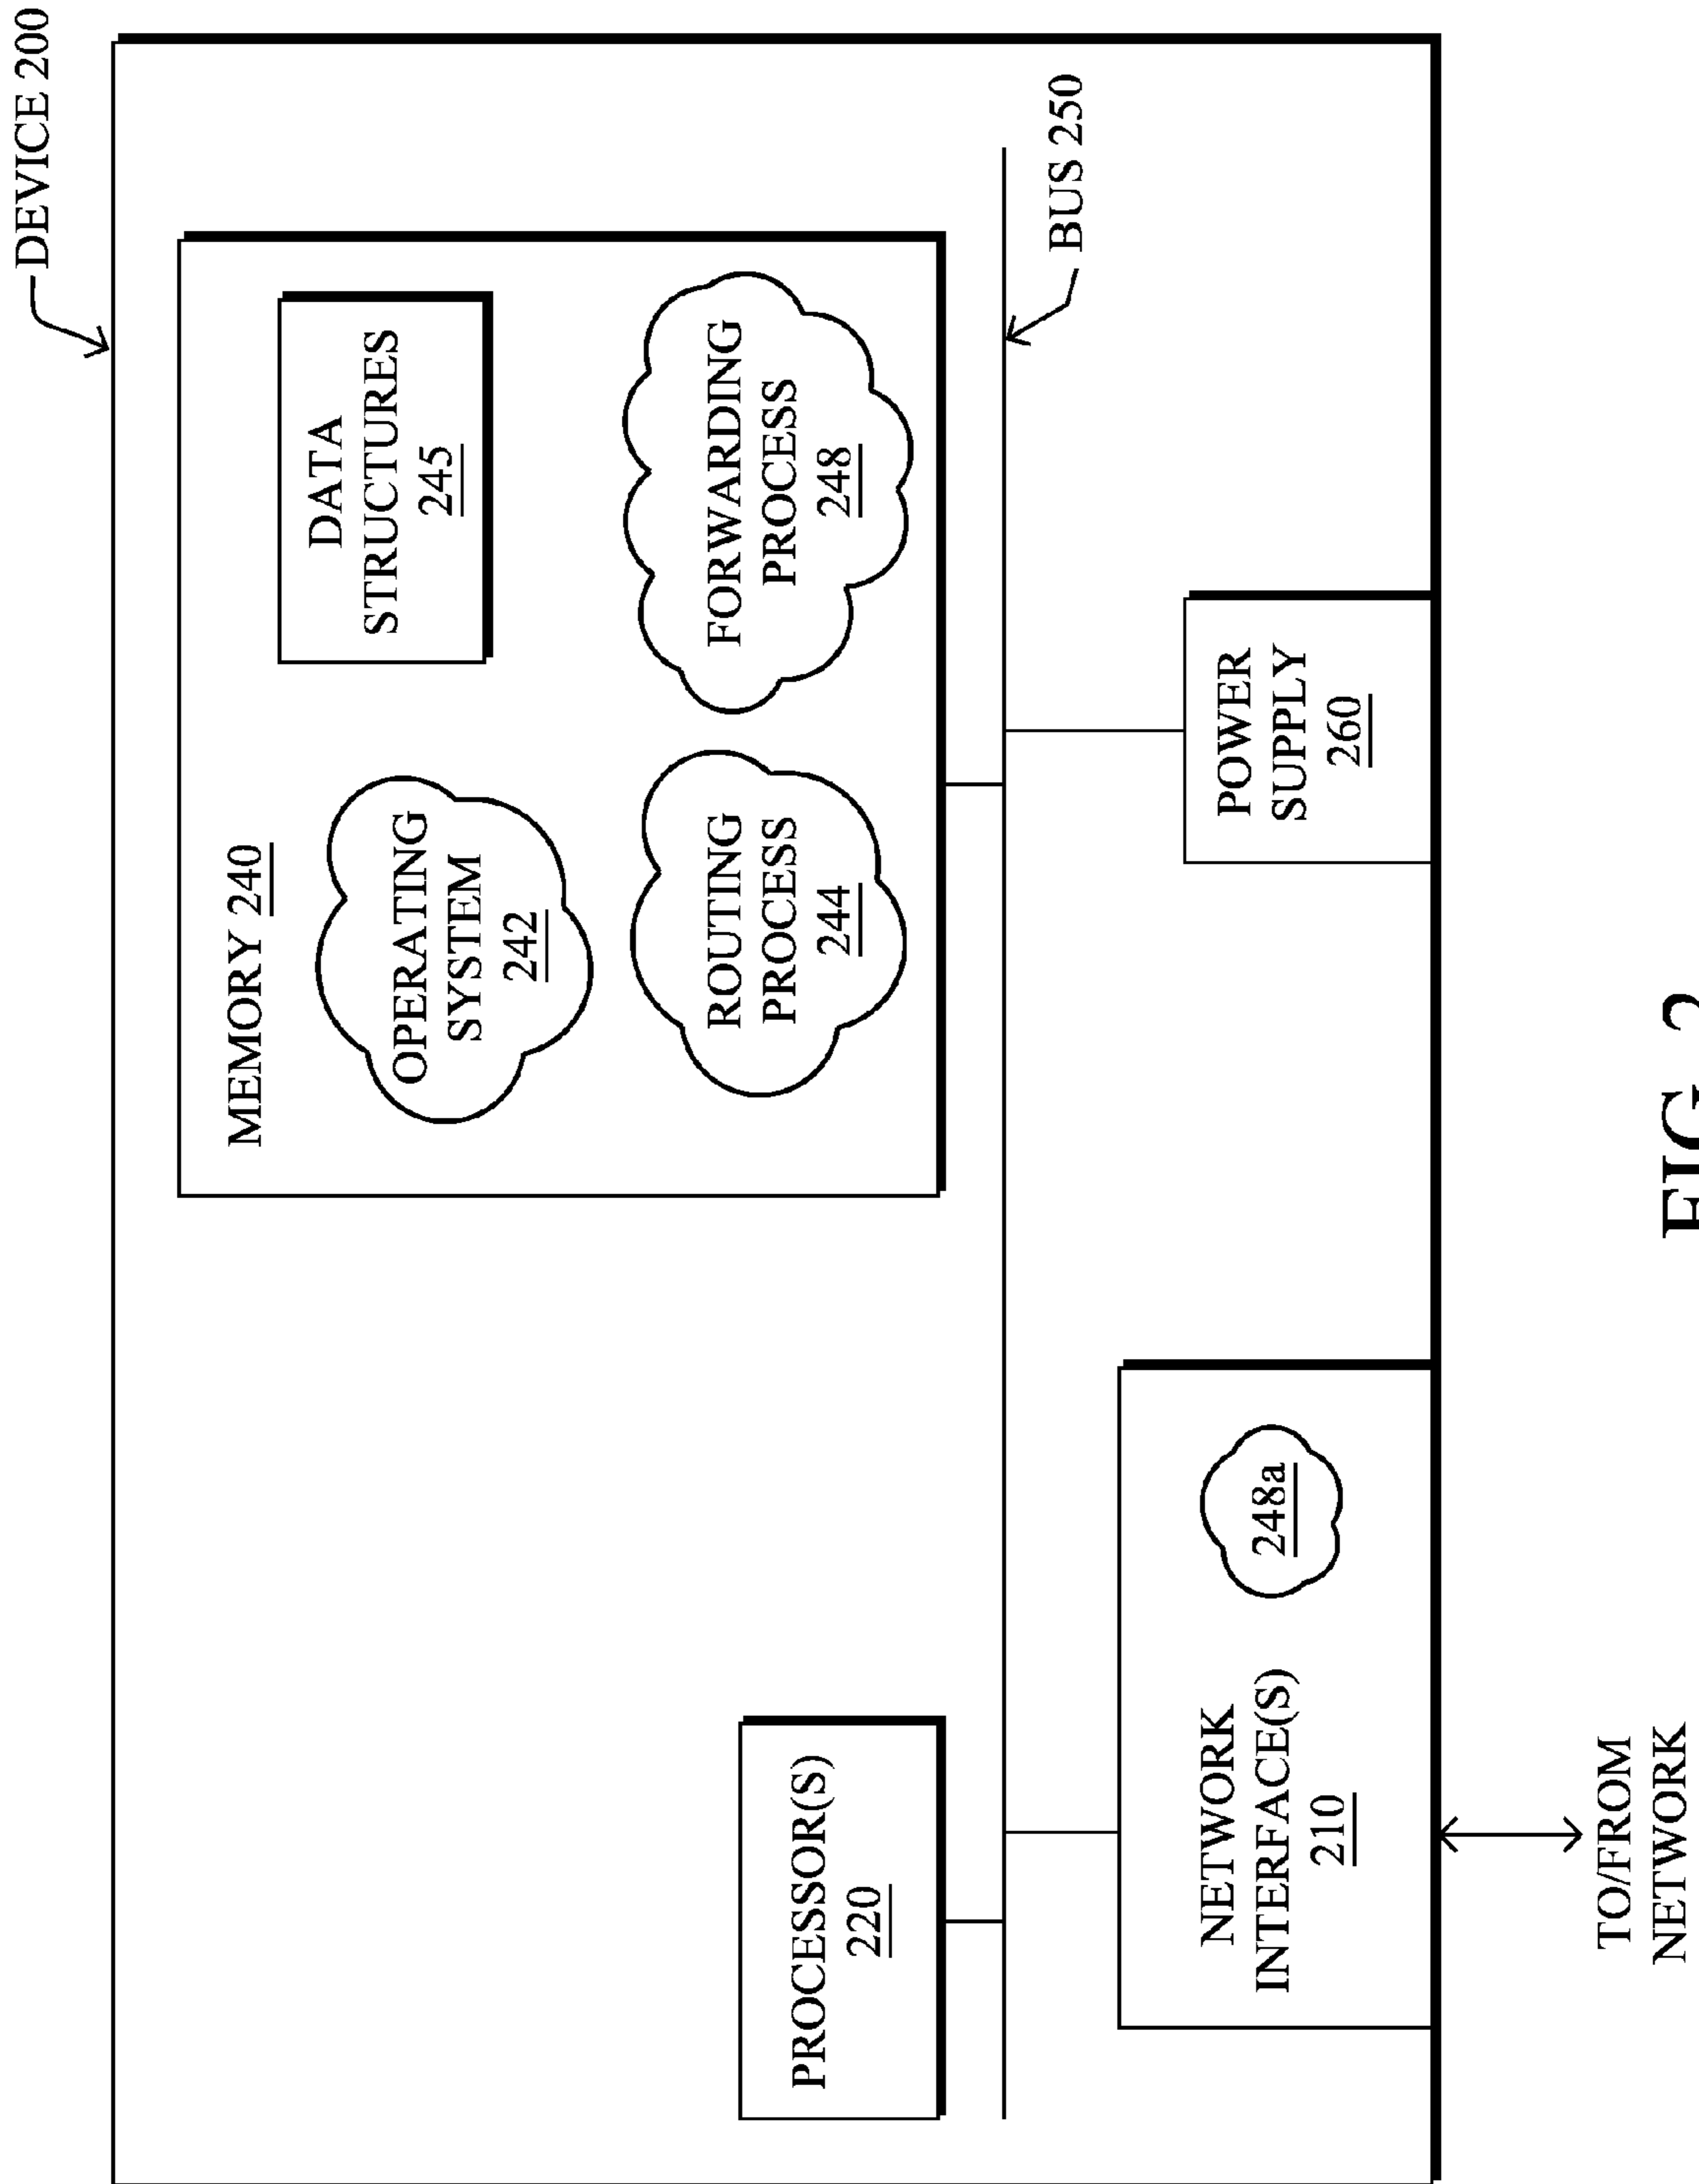 DEVICE 200
MEMORY 240
OPERATING
SYSTEM
242
DATA
STRUCTURES
245
ROUTING
PROCESS
244
FORWARDING
PROCESS
248
PROCESSOR(S)
220
BUS 250
NETWORK
INTERFACE(S)
210
248a
POWER
SUPPLY
260
TO/FROM
NETWORK
FIG. 2